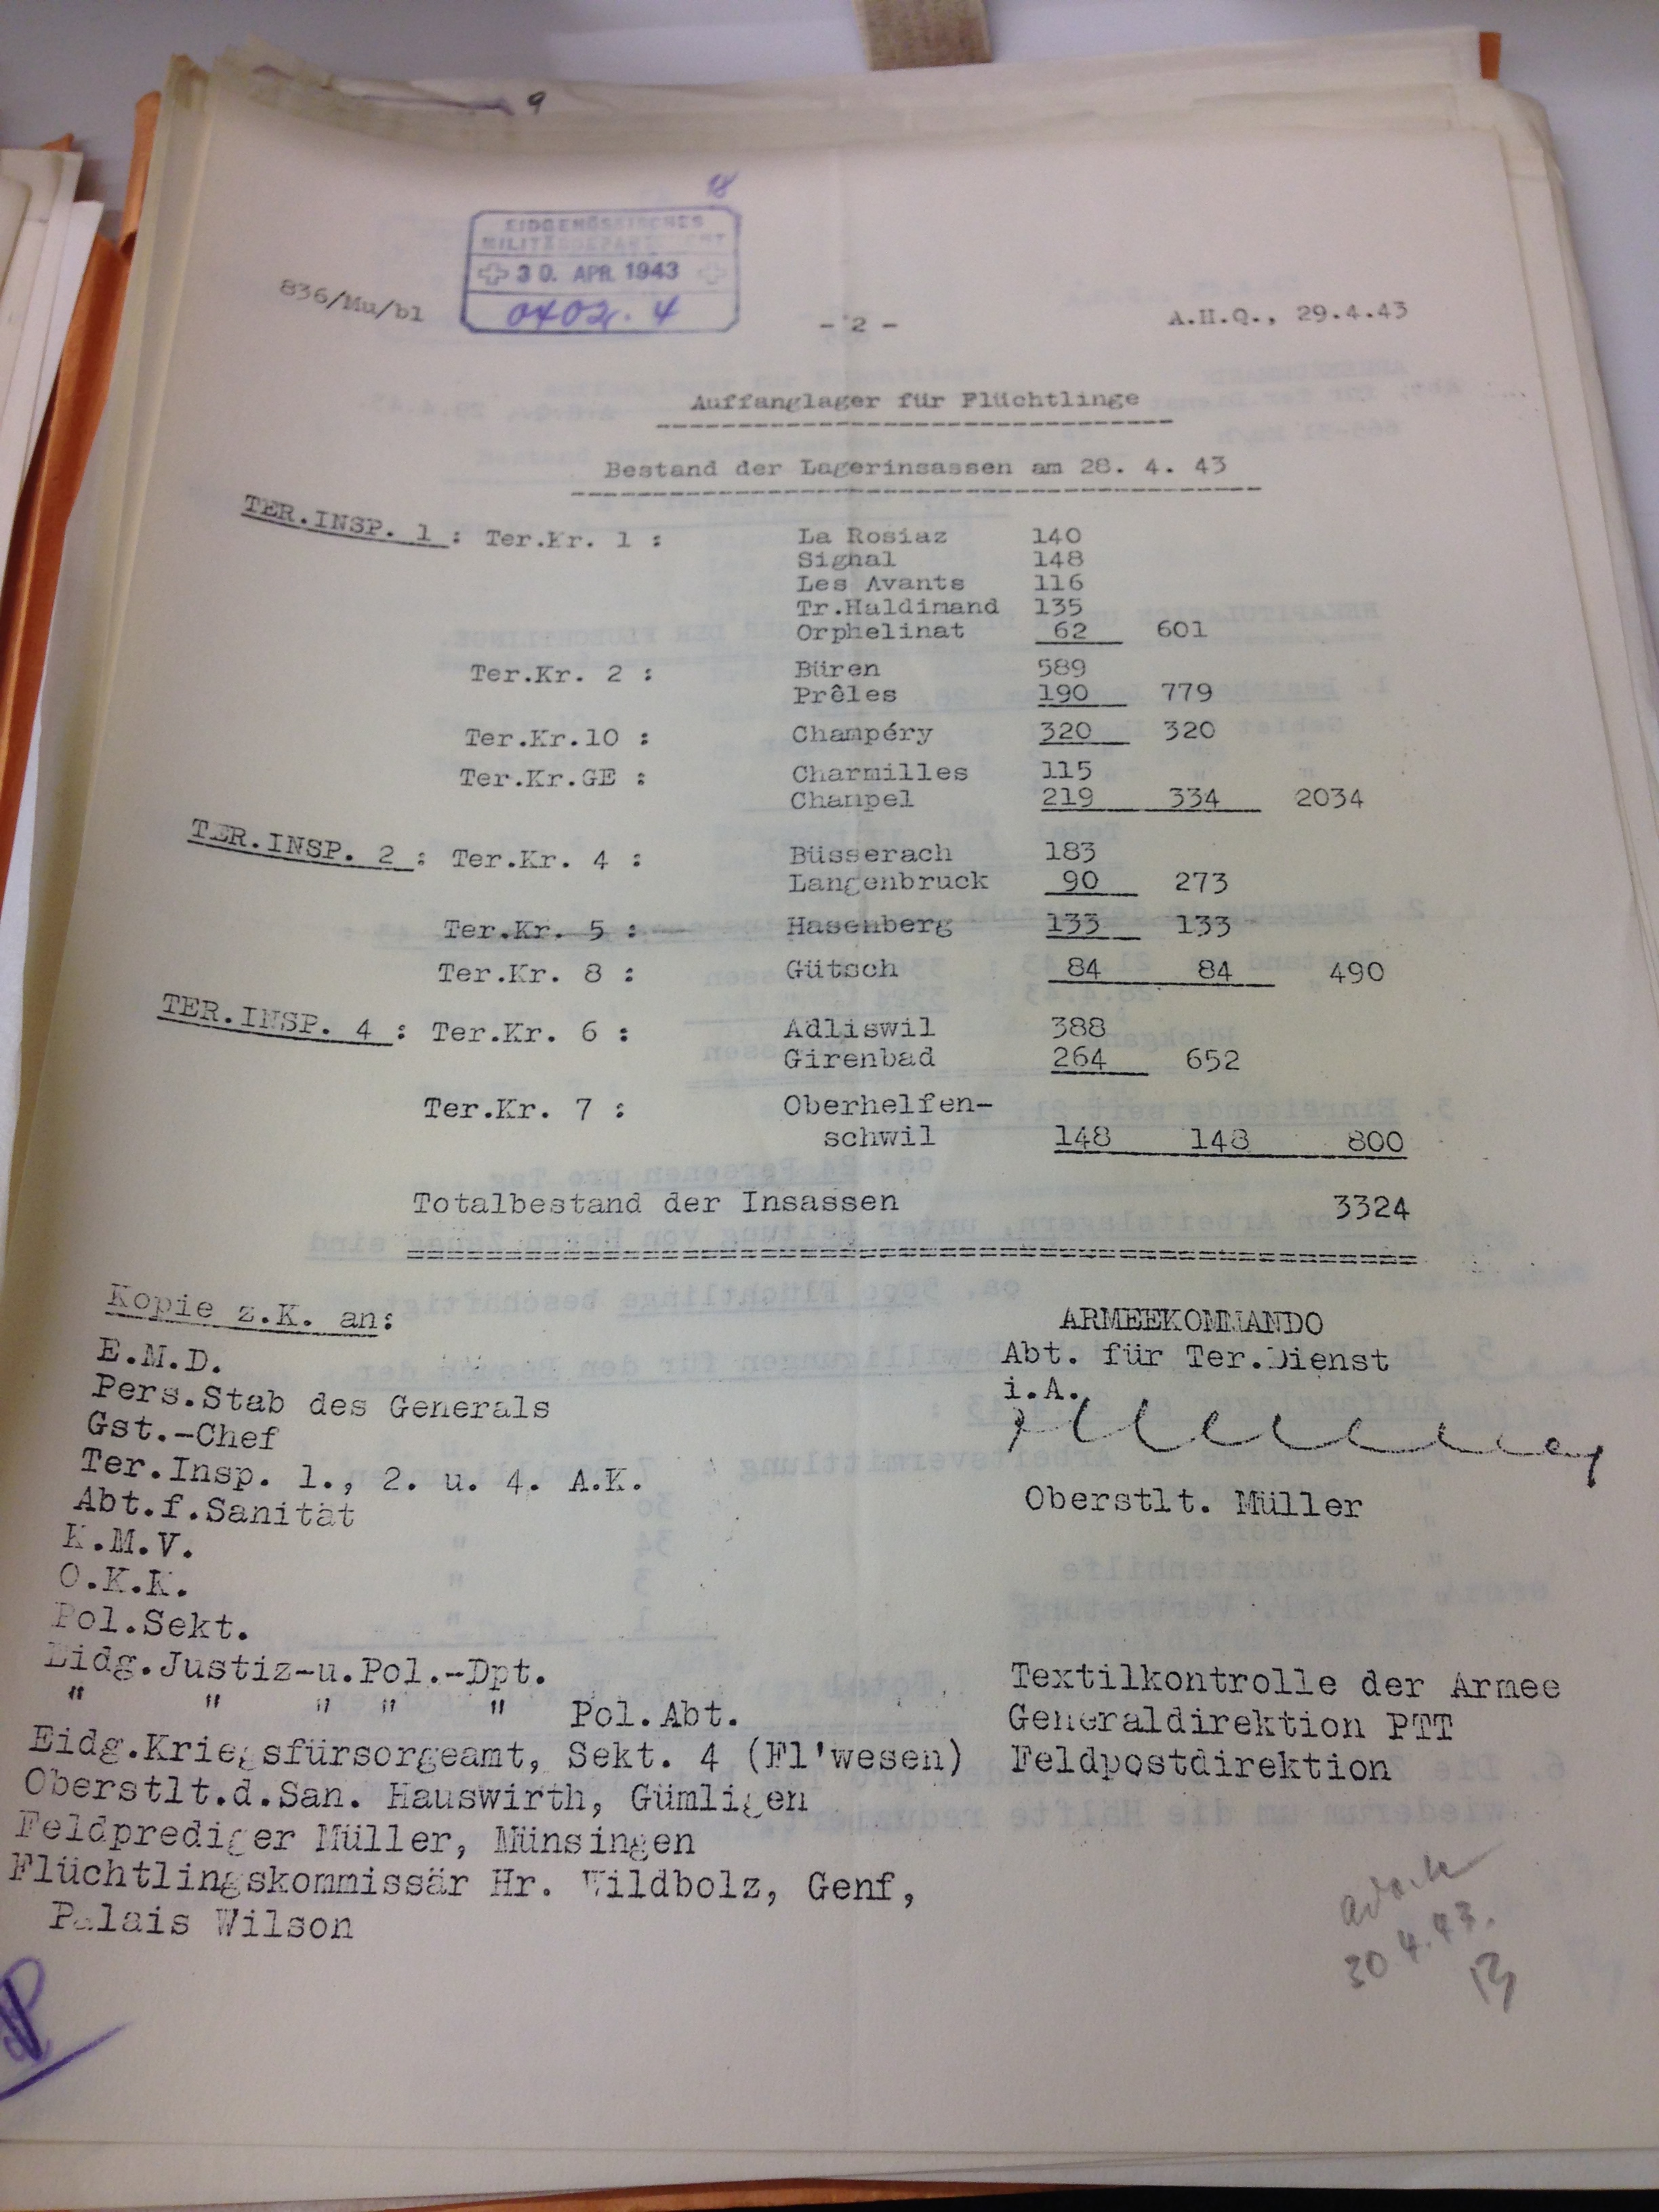 9
EIDGENÖSSISCHES
MILITÄRDEPARTEMENT
30. APR. 1943
0402. 4
836/Mu/bl
- 2 -
A.H.Q., 29.4.43
Auffanglager für Flüchtlinge
Bestand der Lagerinsassen am 28. 4. 43
TER.INSP. 1 : Ter.Kr. 1 : La Rosiaz 140
Signal 148
Les Avants 116
Tr.Haldimand 135
Orphelinat 62 601
Ter.Kr. 2 : Büren 589
Prêles 190 779
Ter.Kr.10 : Champéry 320 320
Ter.Kr.GE : Charmilles 115
Champel 219 334 2034
TER.INSP. 2 : Ter.Kr. 4 : Büsserach 183
Langenbruck 90 273
Ter.Kr. 5 : Hasenberg 133 133
Ter.Kr. 8 : Gütsch 84 84 490
TER.INSP. 4 : Ter.Kr. 6 : Adliswil 388
Girenbad 264 652
Ter.Kr. 7 : Oberhelfen-
schwil 148 148 800
Totalbestand der Insassen 3324
Kopie z.K. an:
E.M.D.
Pers.Stab des Generals
Gst.-Chef
Ter.Insp. 1., 2. u. 4. A.K.
Abt.f.Sanität
K.M.V.
O.K.K.
Pol.Sekt.
Eidg.Justiz-u.Pol.-Dpt.
" " " " " Pol.Abt.
Eidg.Kriegsfürsorgeamt, Sekt. 4 (Fl'wesen)
Oberstlt.d.San. Hauswirth, Gümligen
Feldprediger Müller, Münsingen
Flüchtlingskommissär Hr. Wildbolz, Genf,
Palais Wilson
ARMEEKOMMANDO
Abt. für Ter.Dienst
i.A.
Oberstlt. Müller
Textilkontrolle der Armee
Generaldirektion PTT
Feldpostdirektion
30 4.43.